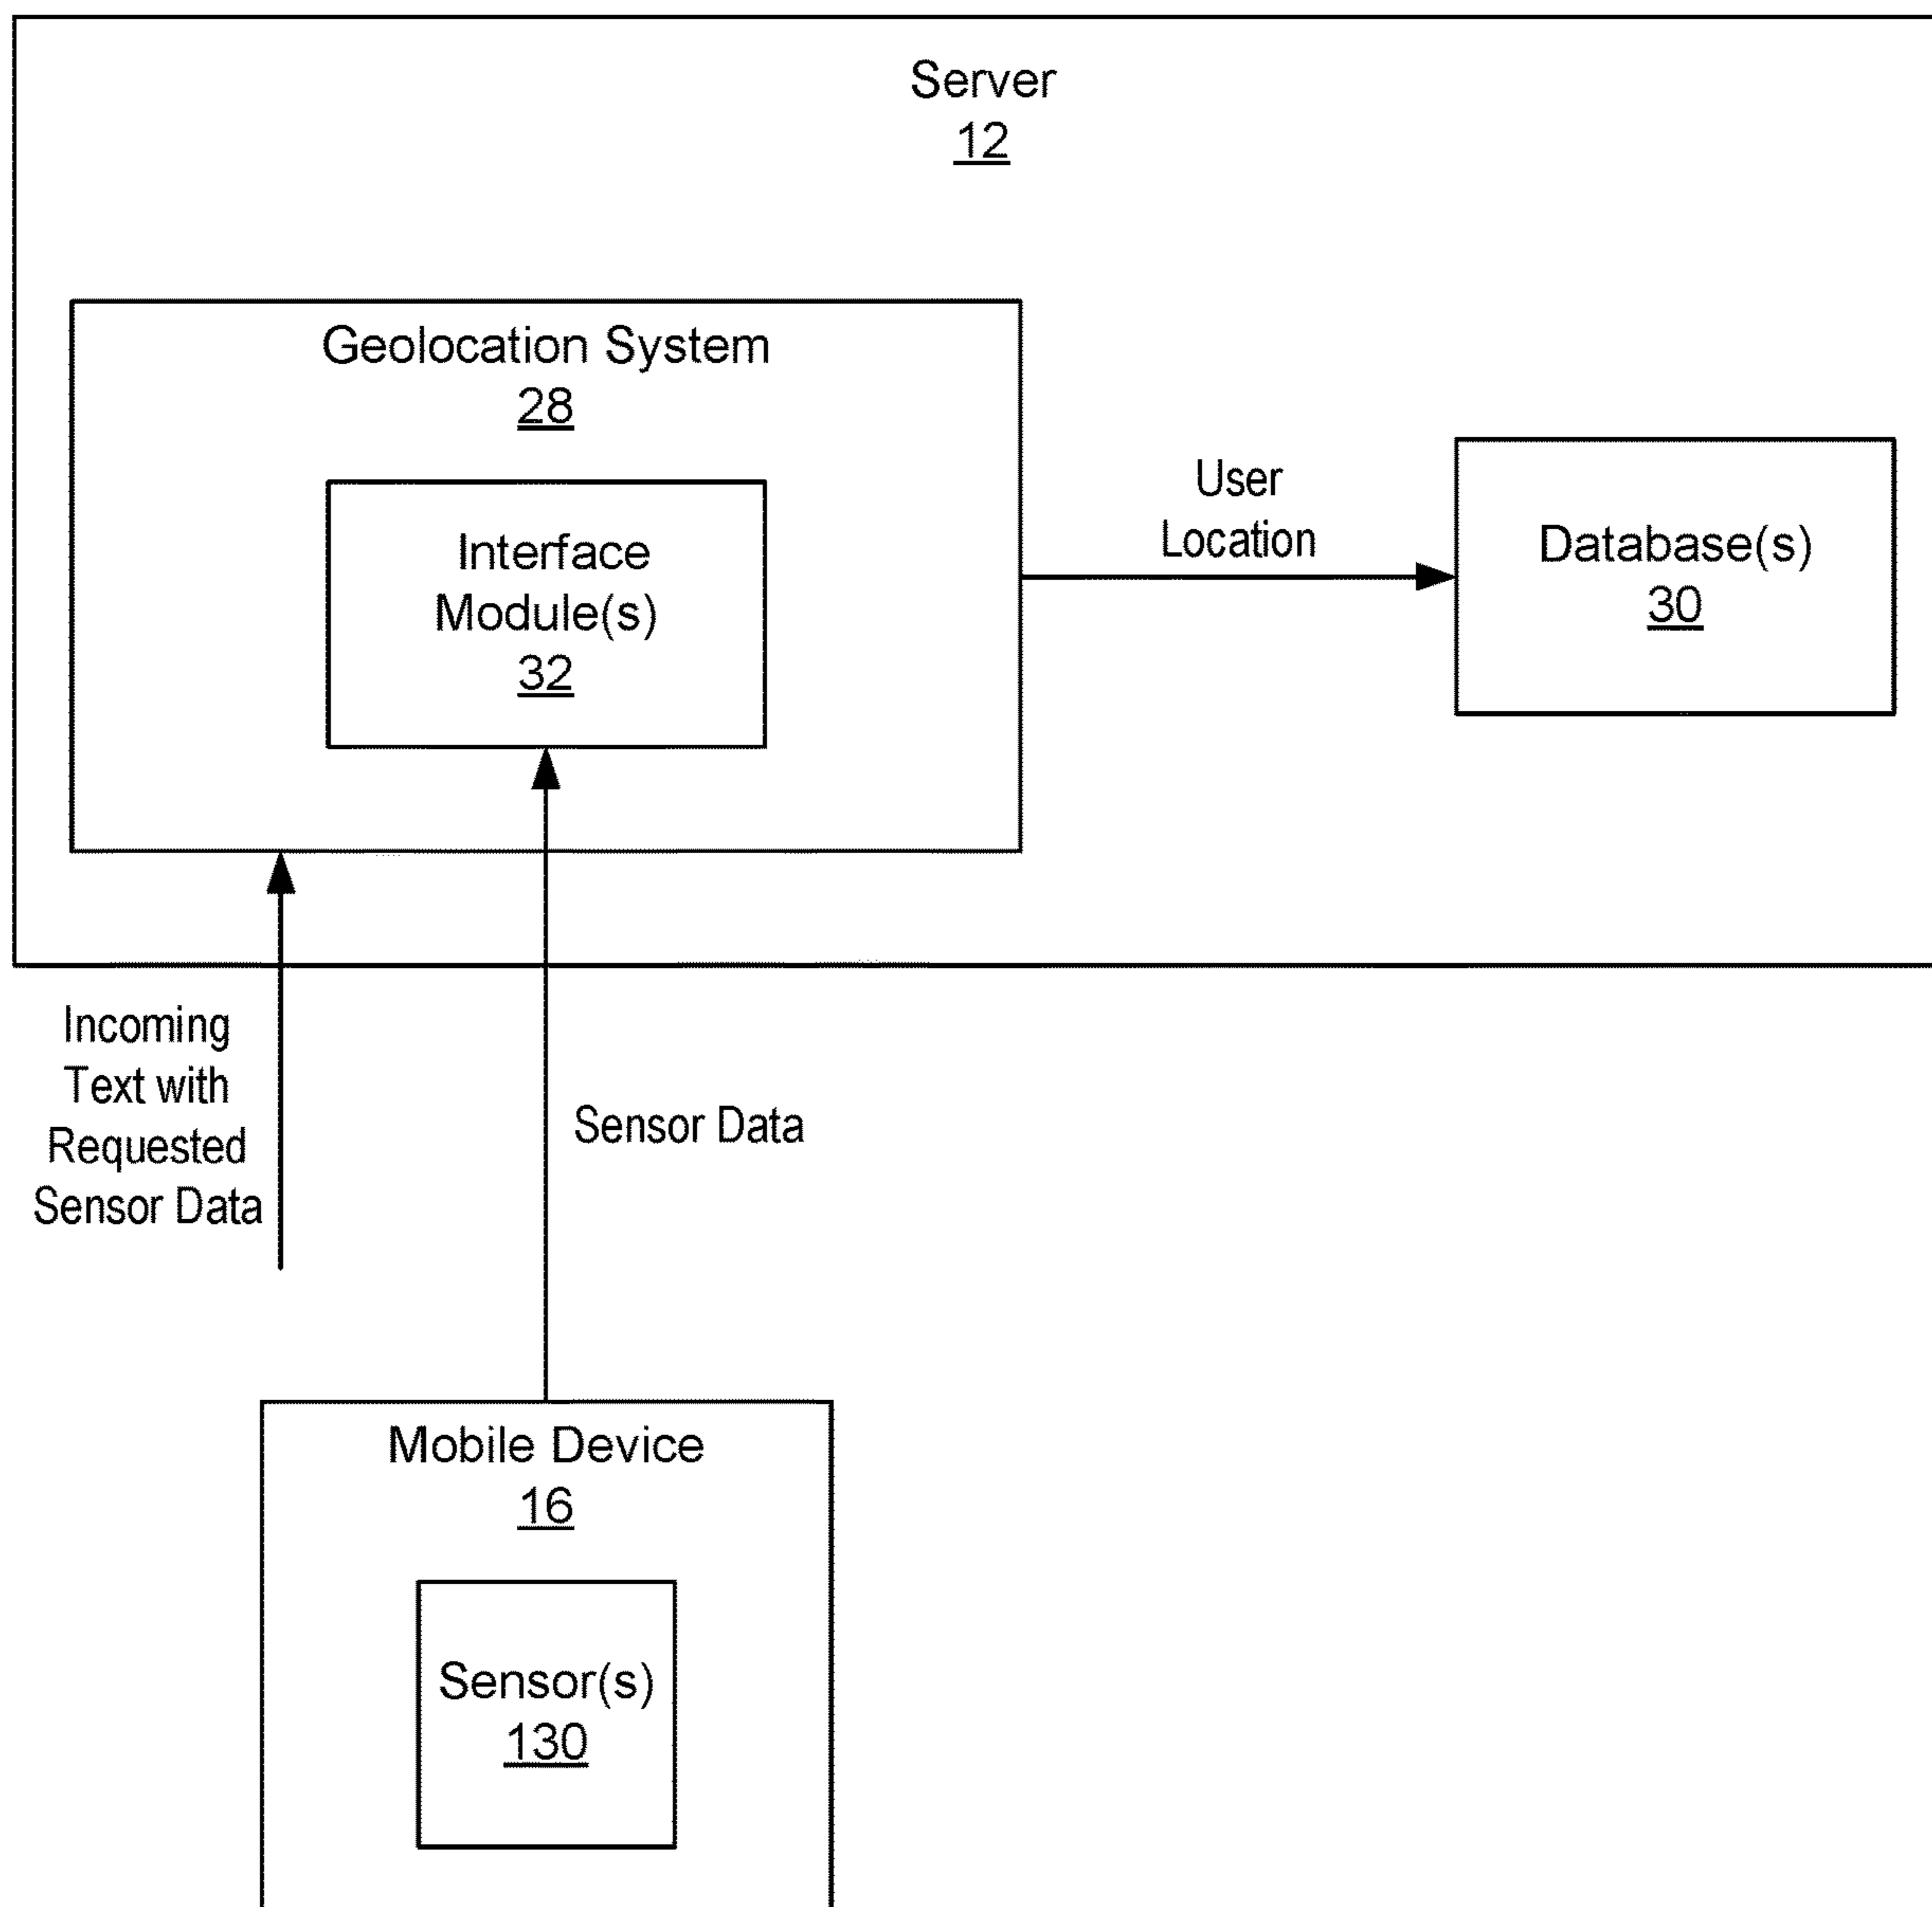 Server
12
Geolocation System
28
Interface
Module(s)
32
User
Location
Database(s)
30
Incoming
Text with
Requested
Sensor Data
Sensor Data
Mobile Device
16
Sensor(s)
130